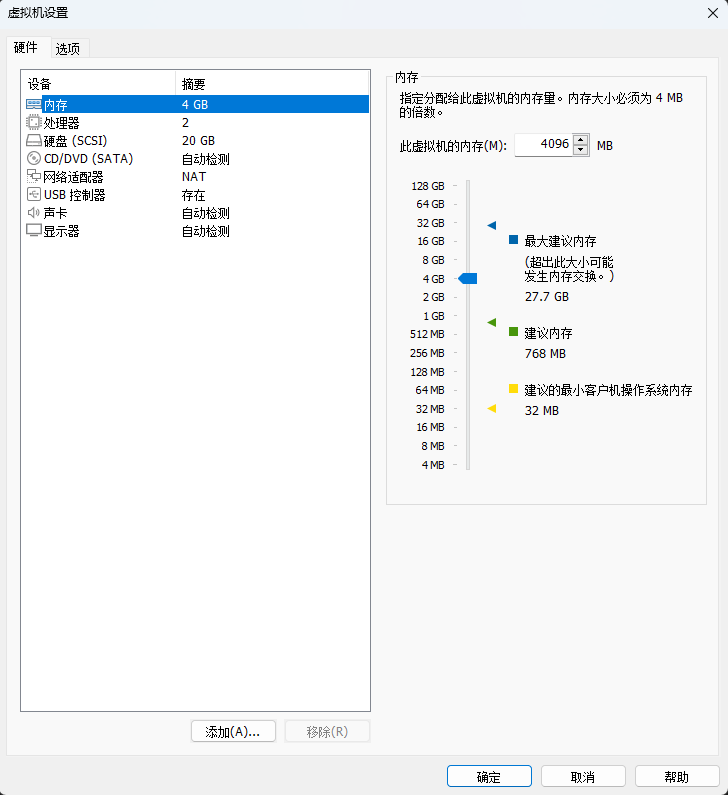 虚拟机设置
硬件 选项
设备 摘要
内存 4 GB
处理器 2
硬盘 (SCSI) 20 GB
CD/DVD (SATA) 自动检测
网络适配器 NAT
USB 控制器 存在
声卡 自动检测
显示器 自动检测
添加(A)... 移除(R)
内存
指定分配给此虚拟机的内存量。内存大小必须为 4 MB
的倍数。
此虚拟机的内存(M): 4096 MB
128 GB
64 GB
32 GB
16 GB
8 GB
4 GB
2 GB
1 GB
512 MB
256 MB
128 MB
64 MB
32 MB
16 MB
8 MB
4 MB
最大建议内存
(超出此大小可能
发生内存交换。)
27.7 GB
建议内存
768 MB
建议的最小客户机操作系统内存
32 MB
确定 取消 帮助